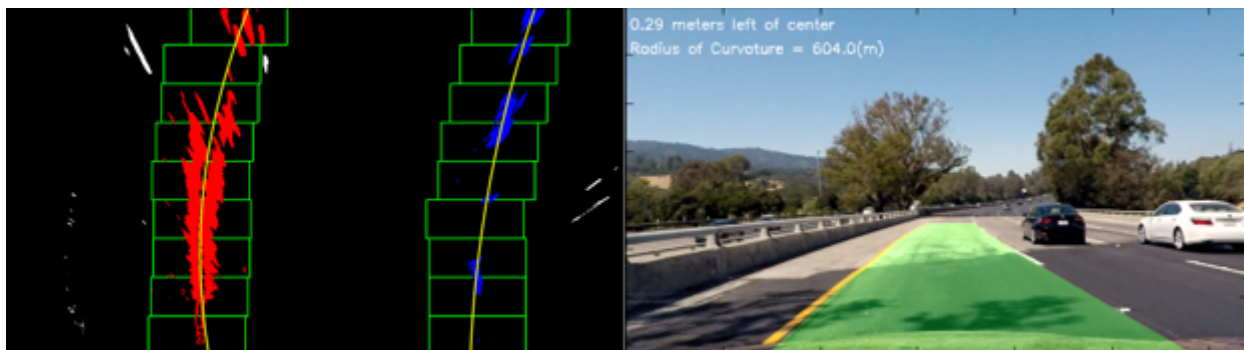 0.29 meters left of center
Radius of Curvature = 604.0(m)